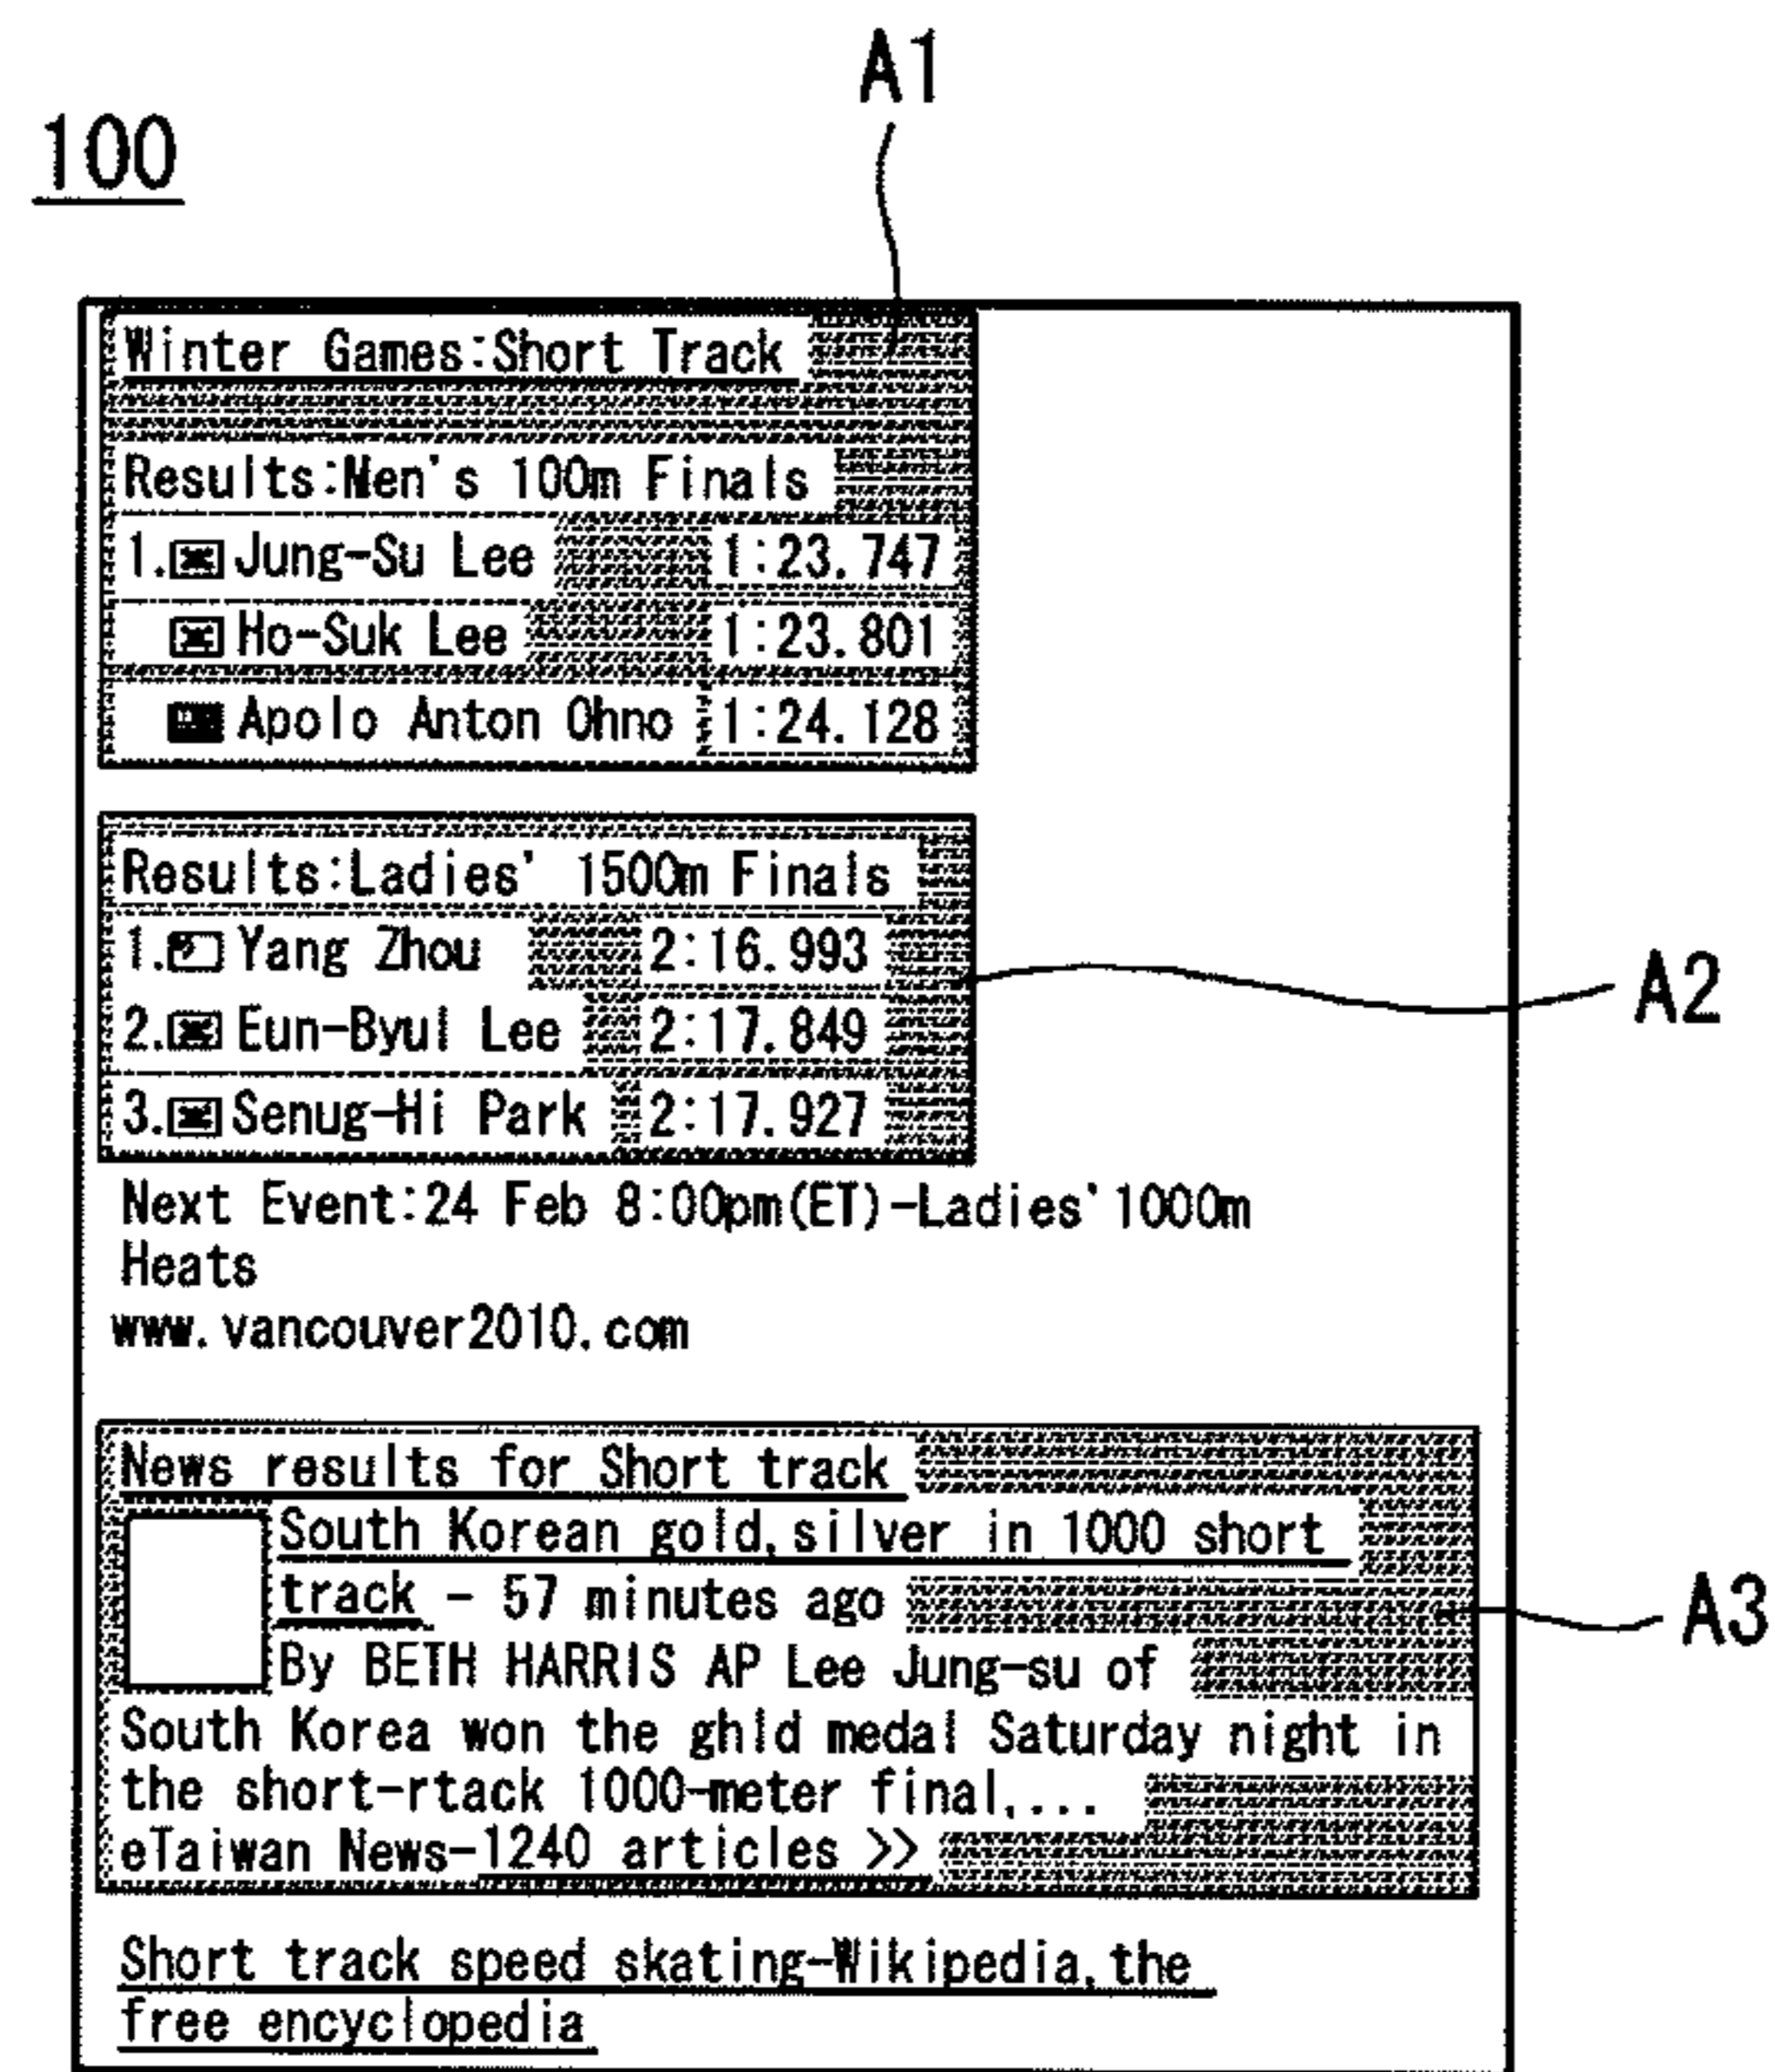 A1
100
Winter Games:Short Track
Results:Men's 100m Finals
1. Jung-Su Lee 1:23.747
Ho-Suk Lee 1:23.801
Apolo Anton Ohno 1:24.128
Results:Ladies' 1500m Finals
1. Yang Zhou 2:16.993
A2
2. Eun-Byul Lee 2:17.849
3. Senug-Hi Park 2:17.927
Next Event:24 Feb 8:00pm(ET)-Ladies'1000m
Heats
www.vancouver2010.com
News results for Short track
South Korean gold,silver in 1000 short
track - 57 minutes ago
A3
By BETH HARRIS AP Lee Jung-su of
South Korea won the ghld medal Saturday night in
the short-rtack 1000-meter final,...
eTaiwan News-1240 articles >>
Short track speed skating-Wikipedia,the
free encyclopedia